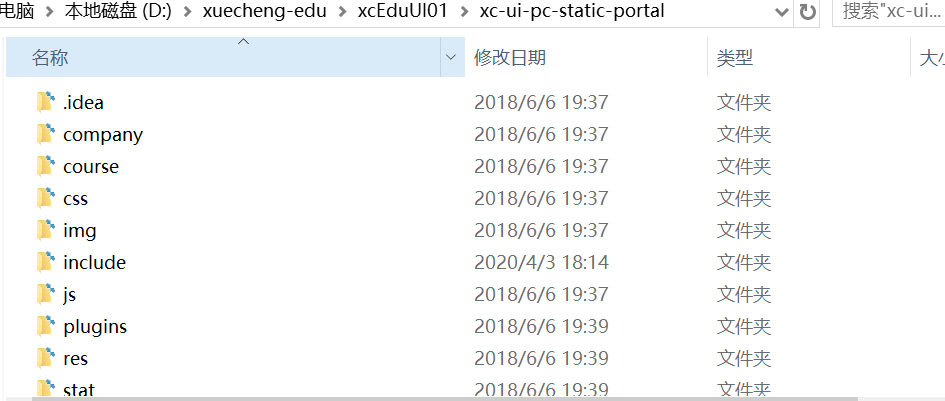 电脑 本地磁盘 (D:) xuecheng-edu xcEduUI01 xc-ui-pc-static-portal 搜索"xc-ui...
名称 修改日期 类型
.idea 2018/6/6 19:37 文件夹
company 2018/6/6 19:37 文件夹
course 2018/6/6 19:37 文件夹
css 2018/6/6 19:37 文件夹
img 2018/6/6 19:37 文件夹
include 2020/4/3 18:14 文件夹
js 2018/6/6 19:37 文件夹
plugins 2018/6/6 19:39 文件夹
res 2018/6/6 19:39 文件夹
stat 2018/6/6 19:39 文件夹